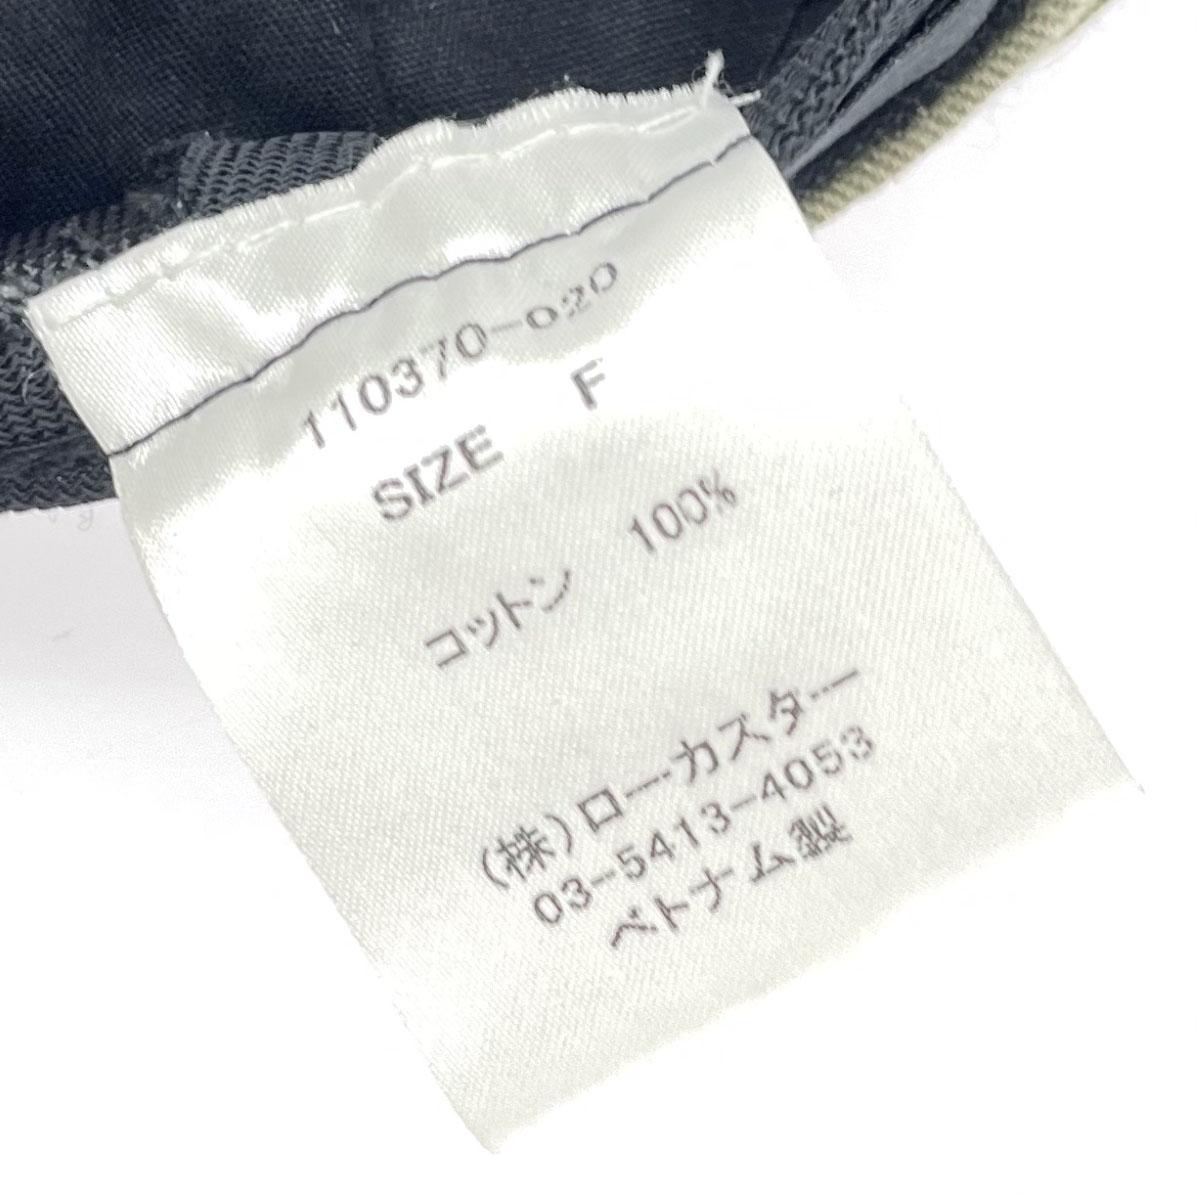 110370-620
SIZE F
コットン 100%
(株)ローカスター
03-5413-4053
ベトナム製